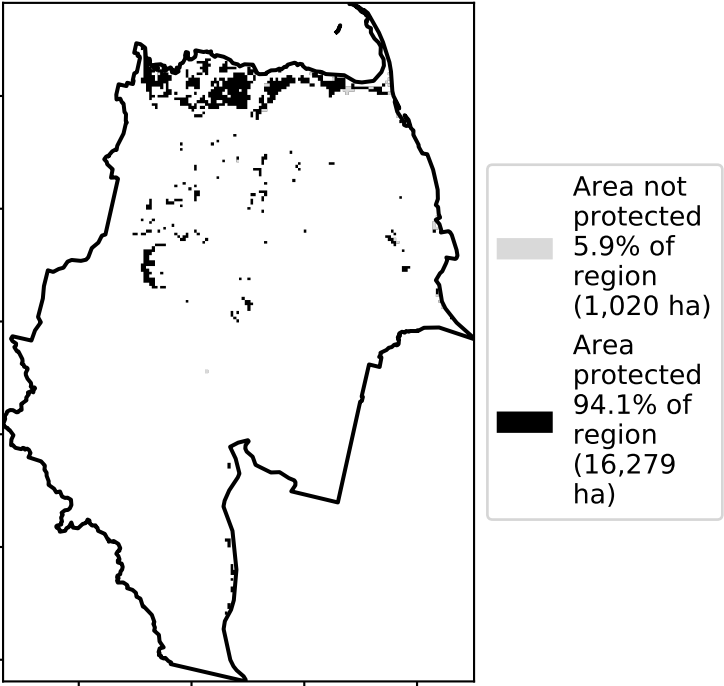 Area not
protected
5.9% of
region
(1,020 ha)
Area
protected
94.1% of
region
(16,279
ha)